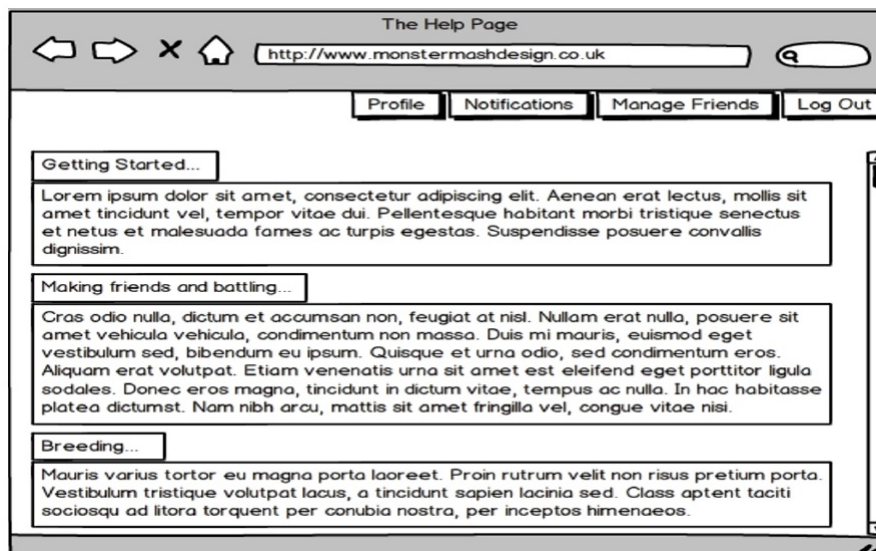 The Help Page
http://www.monstermashdesign.co.uk
Profile Notifications Manage Friends Log Out
Getting Started...
Lorem ipsum dolor sit amet, consectetur adipiscing elit. Aenean erat lectus, mollis sit
amet tincidunt vel, tempor vitae dui. Pellentesque habitant morbi tristique senectus
et netus et malesuada fames ac turpis egestas. Suspendisse posuere convallis
dignissim.
Making friends and battling...
Cras odio nulla, dictum et accumsan non, feugiat at nisl. Nullam erat nulla, posuere sit
amet vehicula vehicula, condimentum non massa. Duis mi mauris, euismod eget
vestibulum sed, bibendum eu ipsum. Quisque et urna odio, sed condimentum eros.
Aliquam erat volutpat. Etiam venenatis urna sit amet est eleifend eget porttitor ligula
sodales. Donec eros magna, tincidunt in dictum vitae, tempus ac nulla. In hac habitasse
platea dictumst. Nam nibh arcu, mattis sit amet fringilla vel, congue vitae nisi.
Breeding...
Mauris varius tortor eu magna porta laoreet. Proin rutrum velit non risus pretium porta.
Vestibulum tristique volutpat lacus, a tincidunt sapien lacinia sed. Class aptent taciti
sociosqu ad litora torquent per conubia nostra, per inceptos himenaeos.